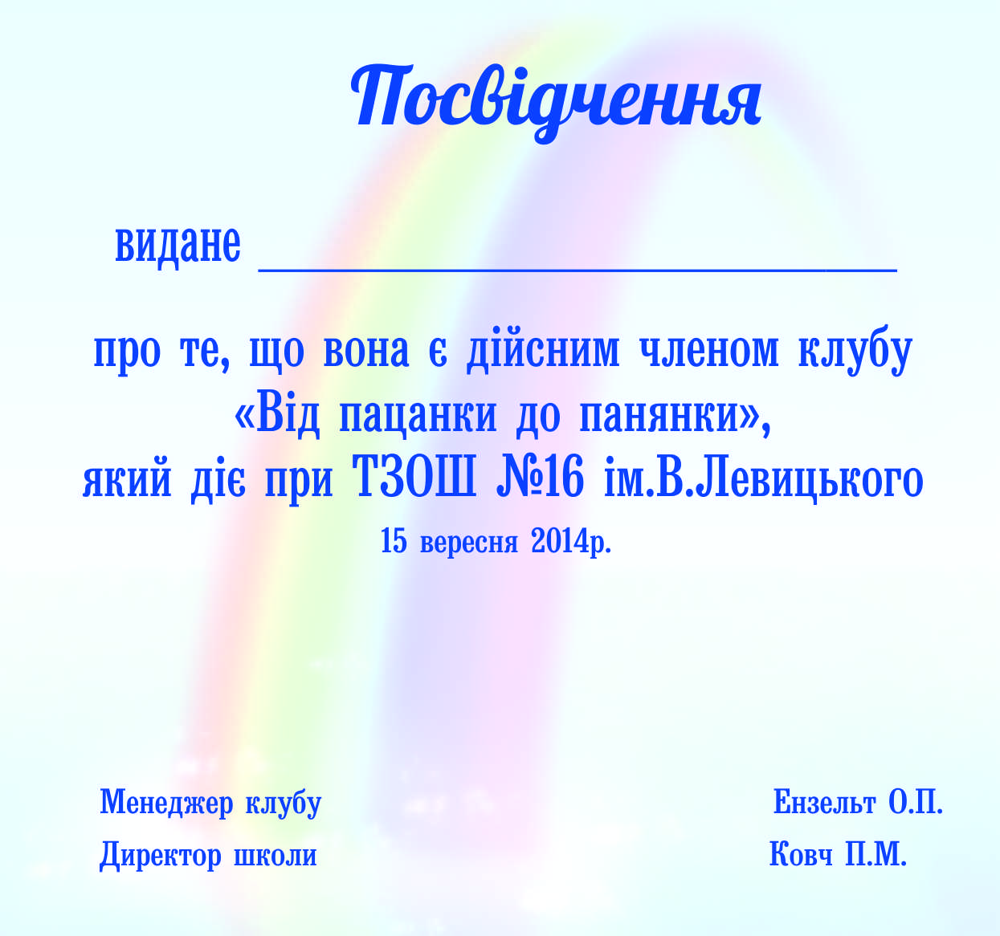 Посвідчення
видане ________________________________
про те, що вона є дійсним членом клубу
«Від пацанки до панянки»,
який діє при ТЗОШ №16 ім.В.Левицького
15 вересня 2014р.
Менеджер клубу Ензельт О.П.
Директор школи Ковч П.М.